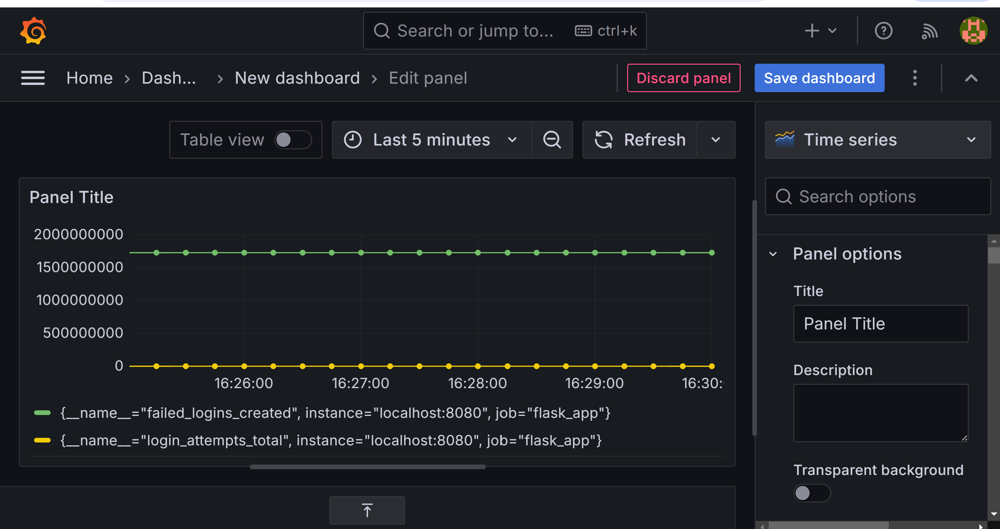 Search or jump to... ctrl+k
Home › Dash... › New dashboard › Edit panel
Discard panel
Save dashboard
Table view
Last 5 minutes
Refresh
Time series
Search options
Panel Title
2000000000
1500000000
1000000000
500000000
0
16:26:00 16:27:00 16:28:00 16:29:00 16:30:
{__name__="failed_logins_created", instance="localhost:8080", job="flask_app"}
{__name__="login_attempts_total", instance="localhost:8080", job="flask_app"}
Panel options
Title
Panel Title
Description
Transparent background